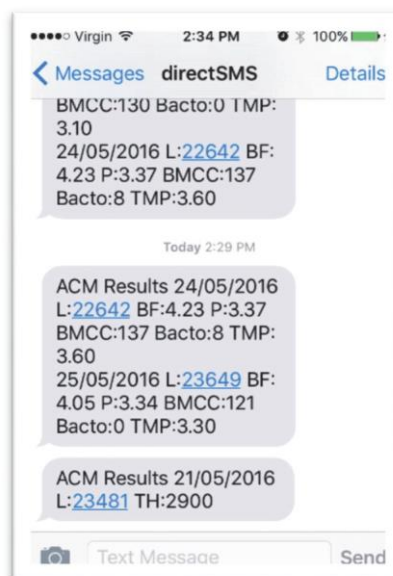 Virgin 2:34 PM 100%
Messages directSMS Details
BMCC:130 Bacto:0 TMP:
3.10
24/05/2016 L:22642 BF:
4.23 P:3.37 BMCC:137
Bacto:8 TMP:3.60
Today 2:29 PM
ACM Results 24/05/2016
L:22642 BF:4.23 P:3.37
BMCC:137 Bacto:8 TMP:
3.60
25/05/2016 L:23649 BF:
4.05 P:3.34 BMCC:121
Bacto:0 TMP:3.30
ACM Results 21/05/2016
L:23481 TH:2900
Text Message Send